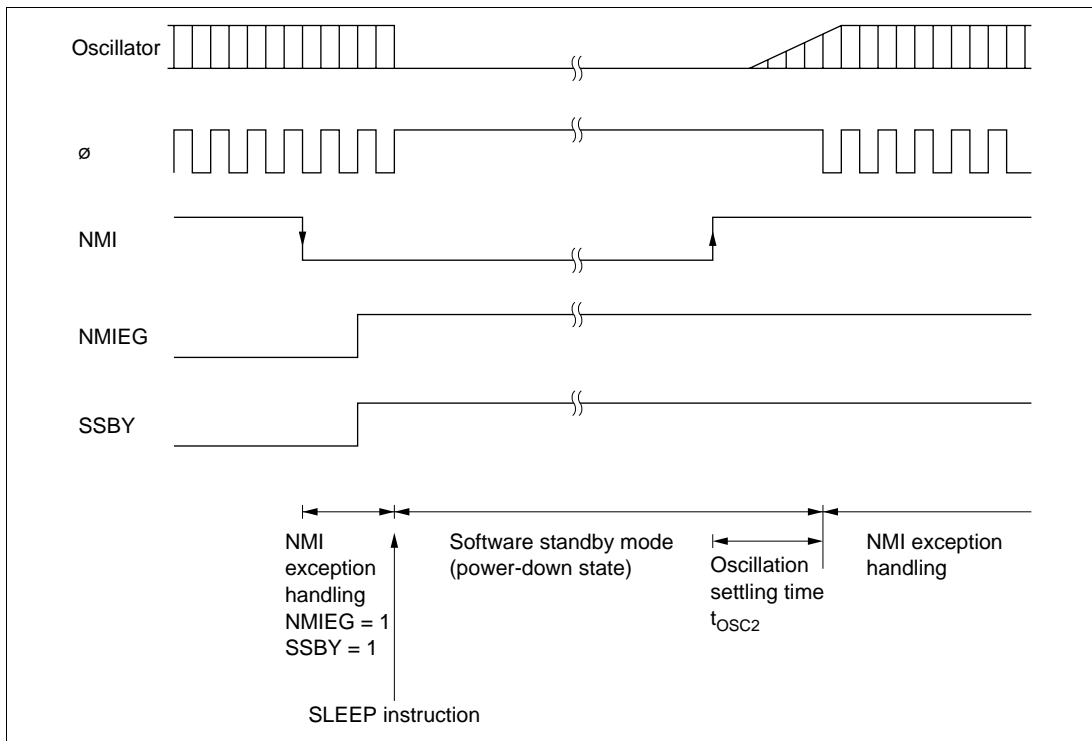 Oscillator
ø
NMI
NMIEG
SSBY
NMI
exception
handling
NMIEG = 1
SSBY = 1
Software standby mode
(power-down state)
Oscillation
settling time
tOSC2
NMI exception
handling
SLEEP instruction